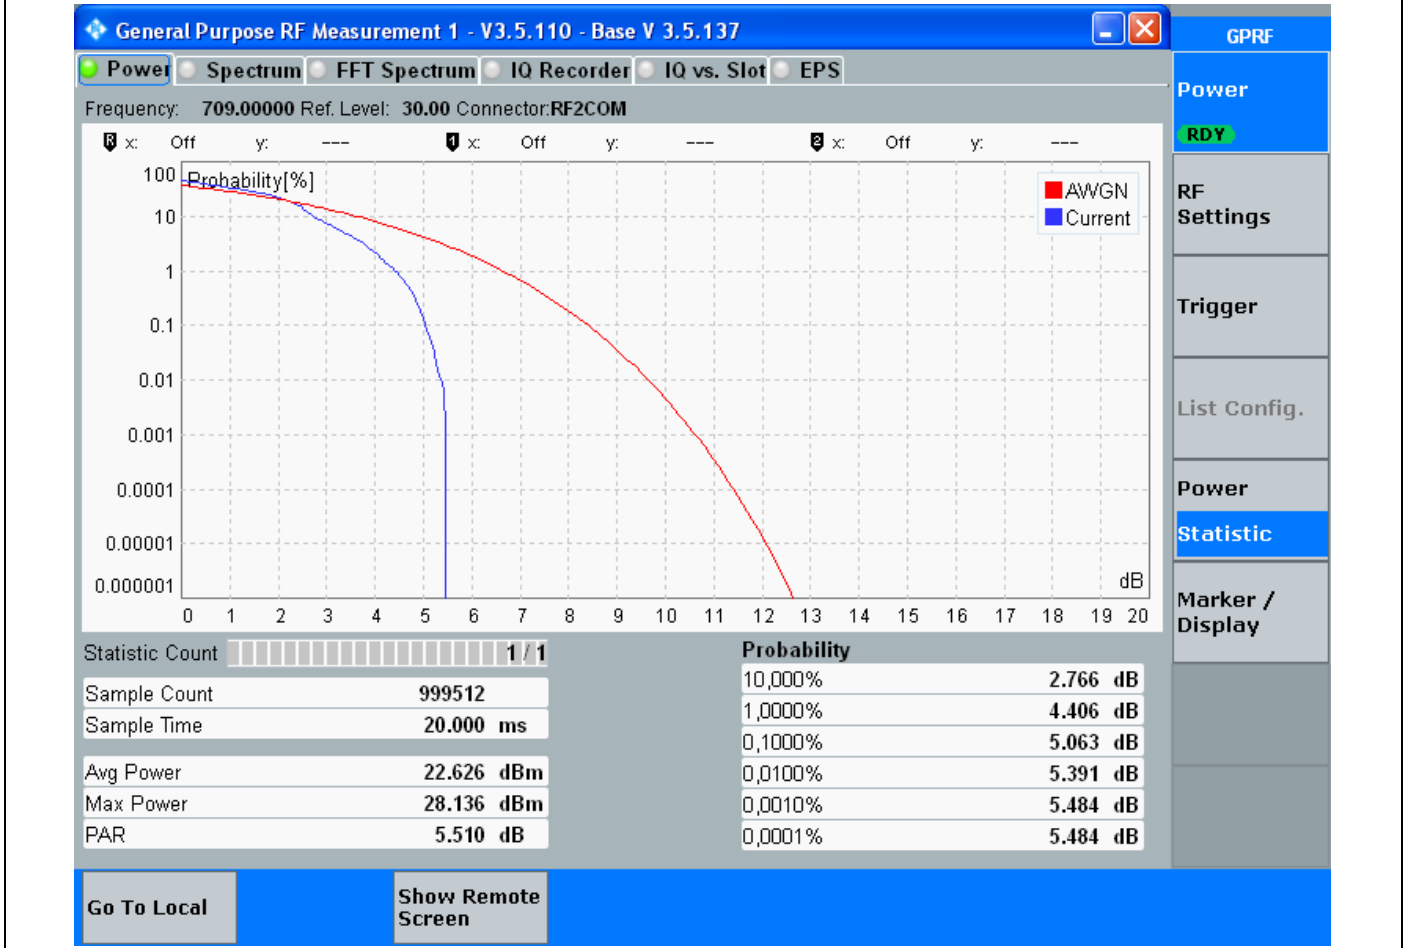 General Purpose RF Measurement 1 - V3.5.110 - Base V 3.5.137
GPRF
Power Spectrum FFT Spectrum IQ Recorder IQ vs. Slot EPS
Frequency: 709.00000 Ref. Level: 30.00 Connector:RF2COM
R x: Off y: --- 1 x: Off y: --- 2 x: Off y: ---
Probability[%]
AWGN
Current
100
10
1
0.1
0.01
0.001
0.0001
0.00001
0.000001
dB
0 1 2 3 4 5 6 7 8 9 10 11 12 13 14 15 16 17 18 19 20
Statistic Count 1 / 1
Sample Count 999512
Sample Time 20.000 ms
Avg Power 22.626 dBm
Max Power 28.136 dBm
PAR 5.510 dB
Probability
10,000% 2.766 dB
1,0000% 4.406 dB
0,1000% 5.063 dB
0,0100% 5.391 dB
0,0010% 5.484 dB
0,0001% 5.484 dB
Power
RDY
RF
Settings
Trigger
List Config.
Power
Statistic
Marker /
Display
Go To Local
Show Remote
Screen